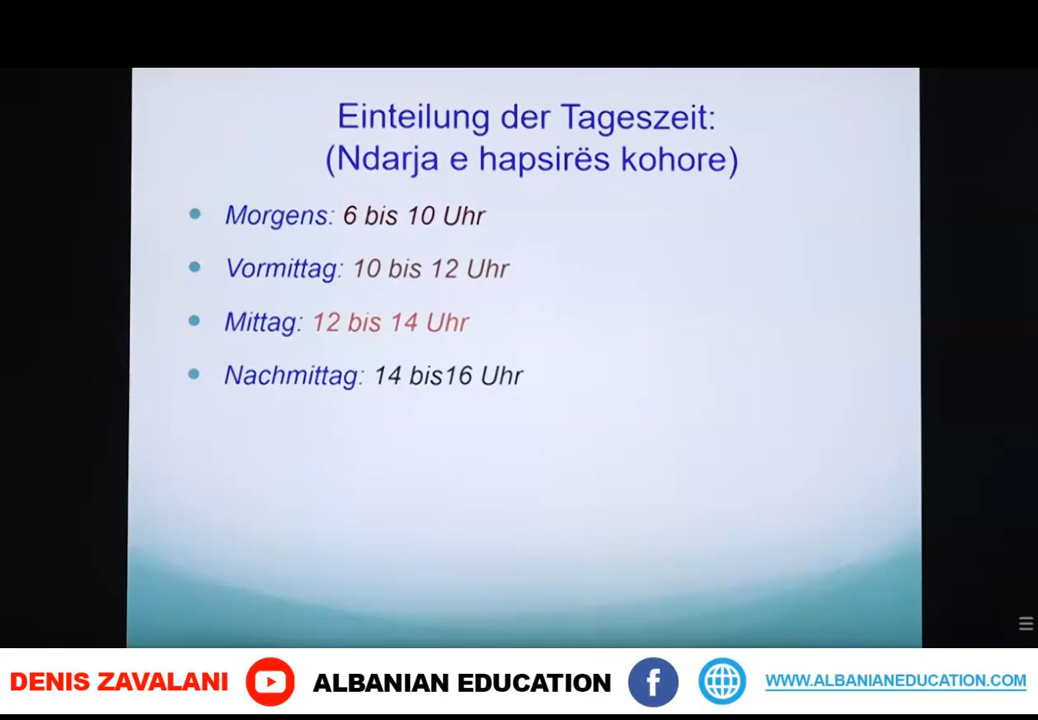 Einteilung der Tageszeit:
(Ndarja e hapsirës kohore)
Morgens: 6 bis 10 Uhr
Vormittag: 10 bis 12 Uhr
Mittag: 12 bis 14 Uhr
Nachmittag: 14 bis16 Uhr
DENIS ZAVALANI ALBANIAN EDUCATION WWW.ALBANIANEDUCATION.COM